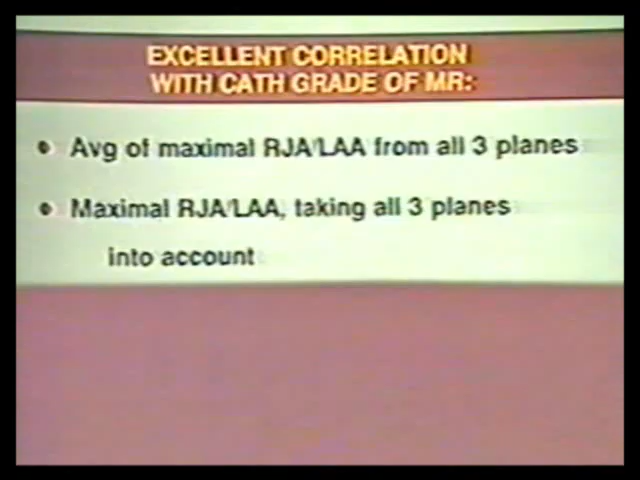 EXCELLENT CORRELATION
WITH CATH GRADE OF MR:
• Avg of maximal RJA/LAA from all 3 planes
• Maximal RJA/LAA, taking all 3 planes
into account